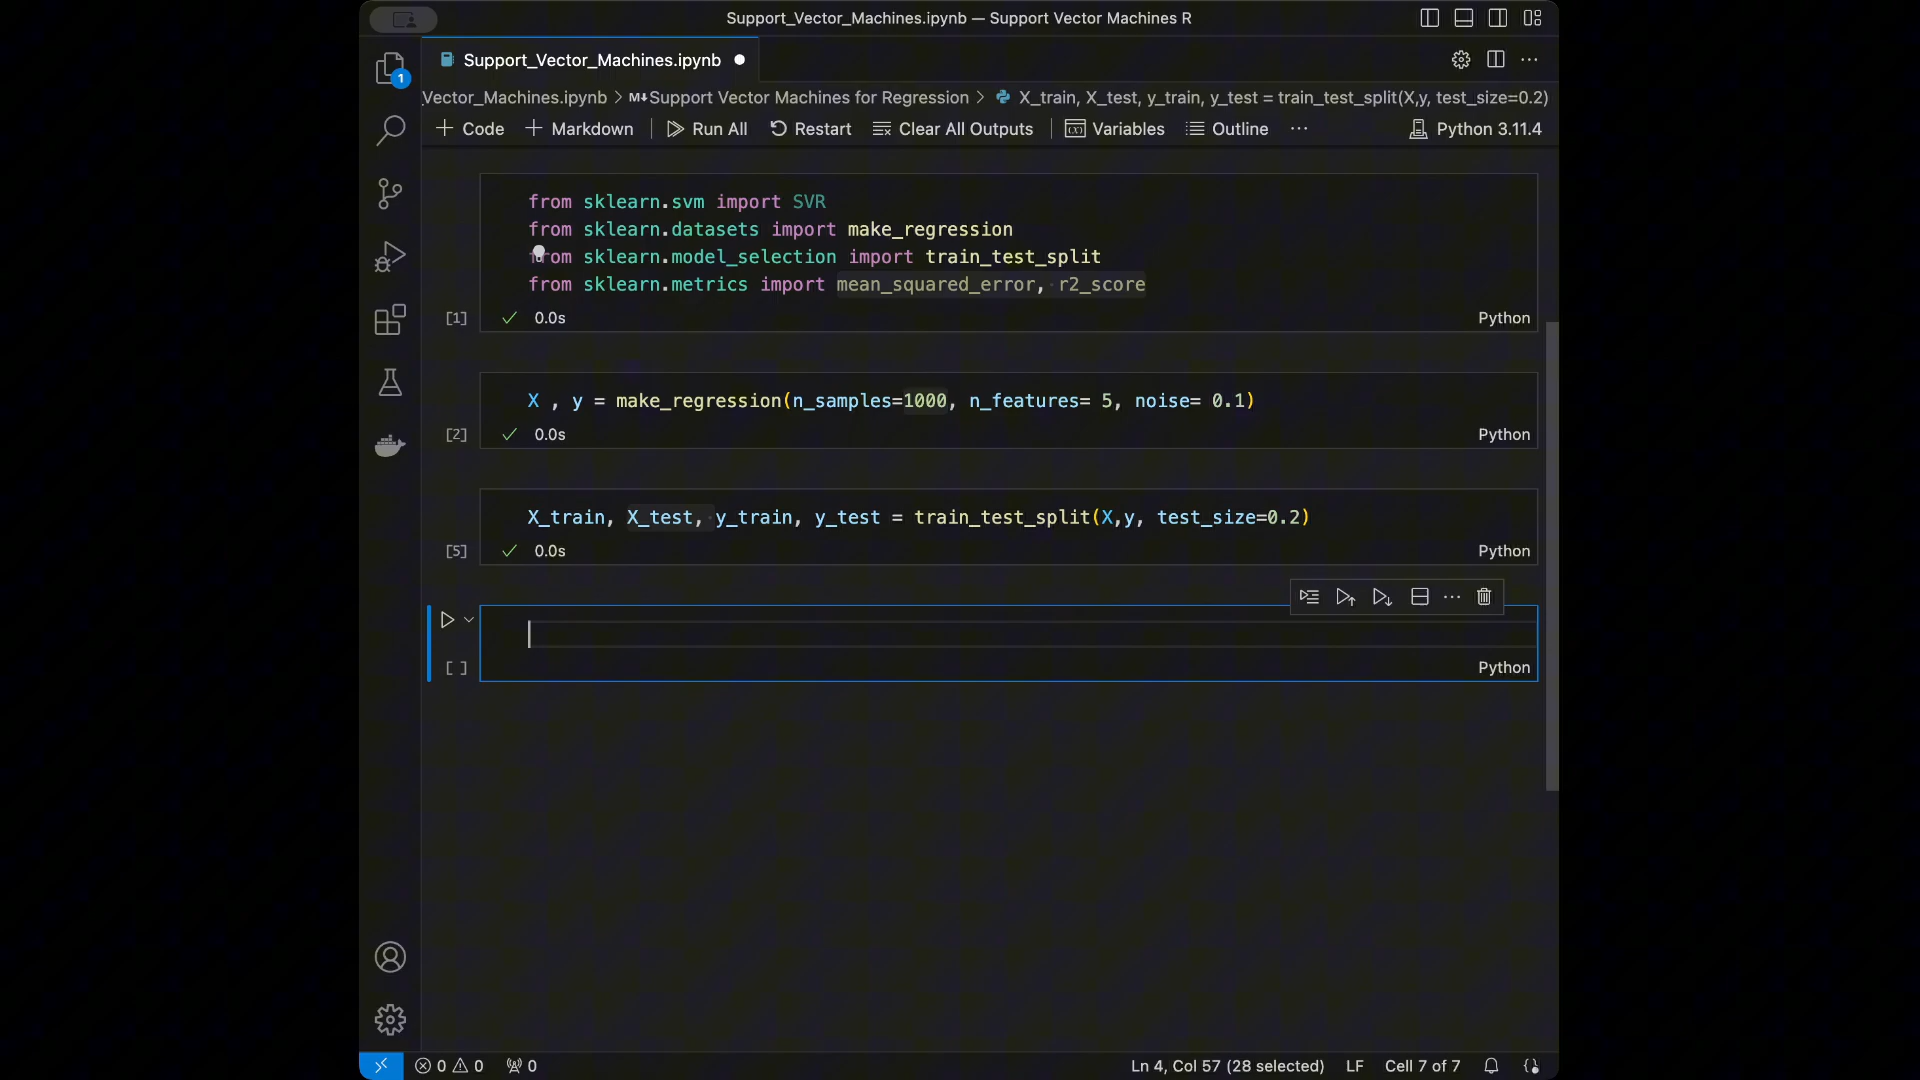 Support_Vector_Machines.ipynb — Support Vector Machines R
Support_Vector_Machines.ipynb
1
Vector_Machines.ipynb > M↓Support Vector Machines for Regression > X_train, X_test, y_train, y_test = train_test_split(X,y, test_size=0.2)
+ Code + Markdown Run All Restart Clear All Outputs Variables Outline ··· Python 3.11.4
from sklearn.svm import SVR
from sklearn.datasets import make_regression
from sklearn.model_selection import train_test_split
from sklearn.metrics import mean_squared_error, r2_score
[1] ✓ 0.0s Python
X , y = make_regression(n_samples=1000, n_features= 5, noise= 0.1)
[2] ✓ 0.0s Python
X_train, X_test, y_train, y_test = train_test_split(X,y, test_size=0.2)
[5] ✓ 0.0s Python
[ ] Python
0 0 0 Ln 4, Col 57 (28 selected) LF Cell 7 of 7